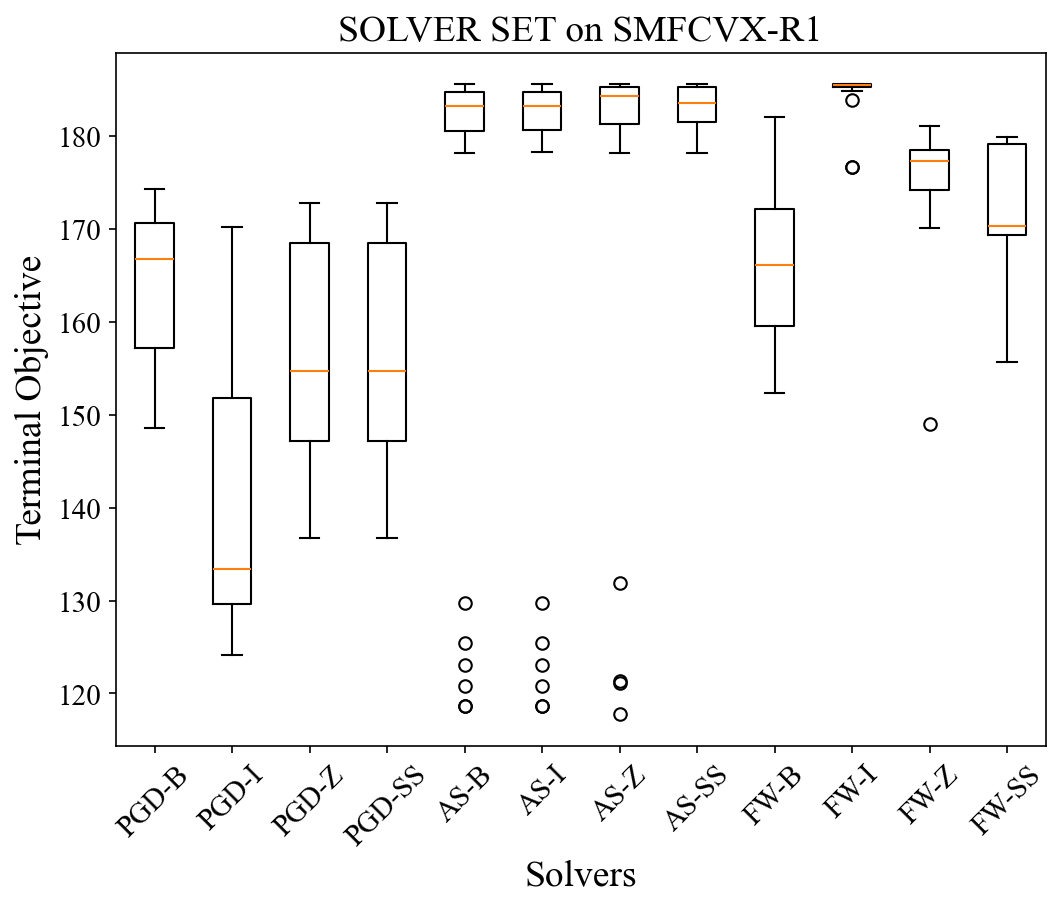 SOLVER SET on SMFCVX-R1
Terminal Objective
180
170
160
150
140
130
120
PGD-B
PGD-I
PGD-Z
PGD-SS
AS-B
AS-I
AS-Z
AS-SS
FW-B
FW-I
FW-Z
FW-SS
Solvers